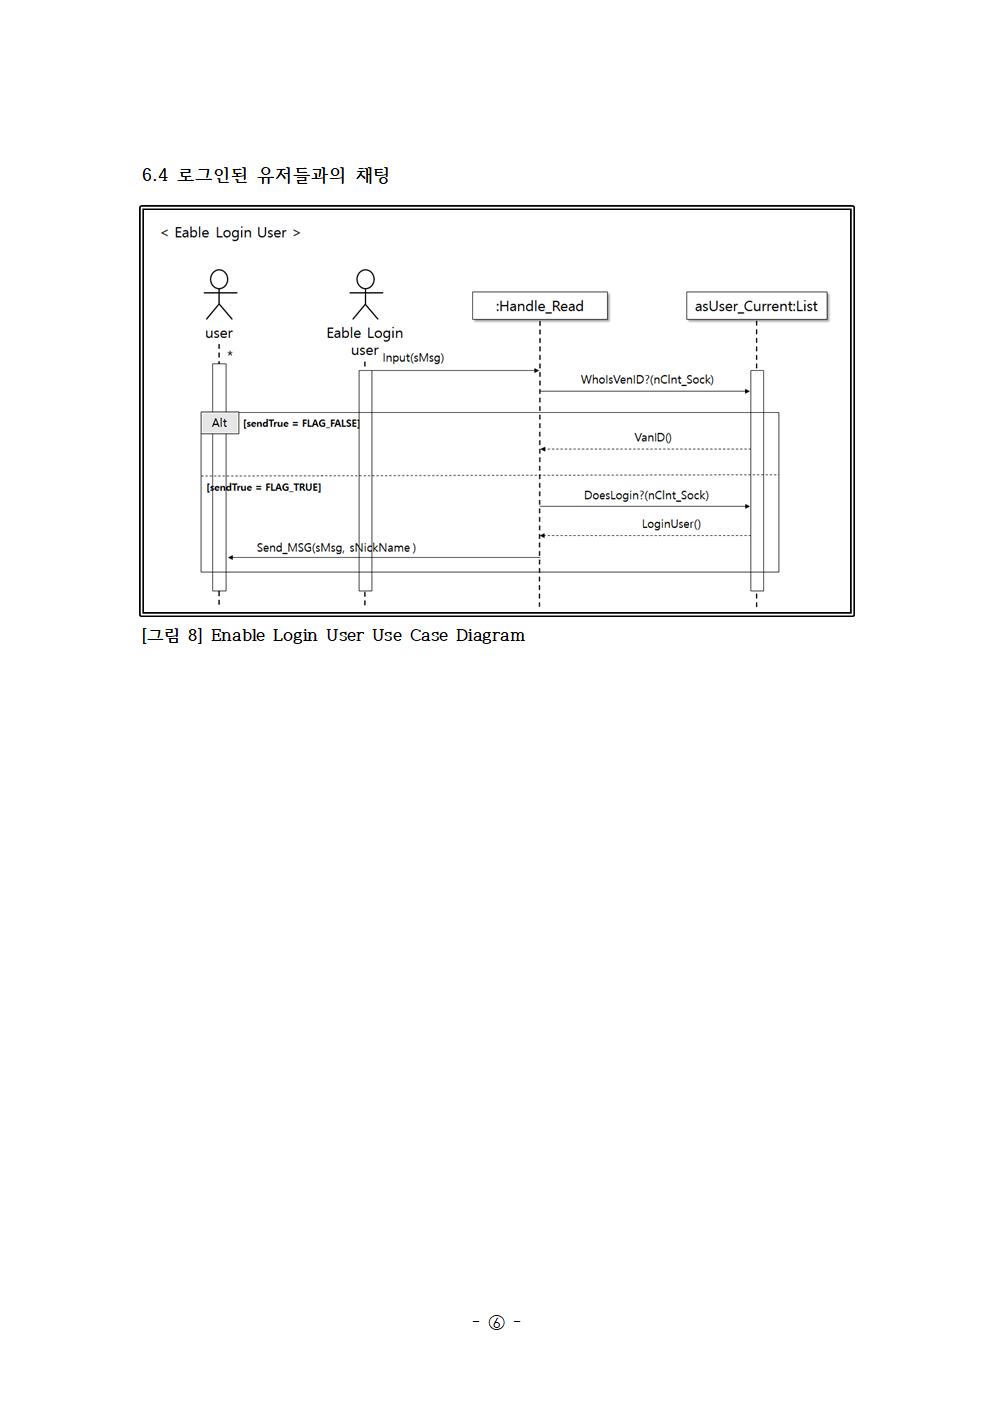 6.4 로그인된 유저들과의 채팅
< Eable Login User >
user
*
Eable Login
user
:Handle_Read
asUser_Current:List
Input(sMsg)
WhoIsVenID?(nClnt_Sock)
Alt
[sendTrue = FLAG_FALSE]
VanID()
[sendTrue = FLAG_TRUE]
DoesLogin?(nClnt_Sock)
LoginUser()
Send_MSG(sMsg, sNickName )
[그림 8] Enable Login User Use Case Diagram
- ⑥ -